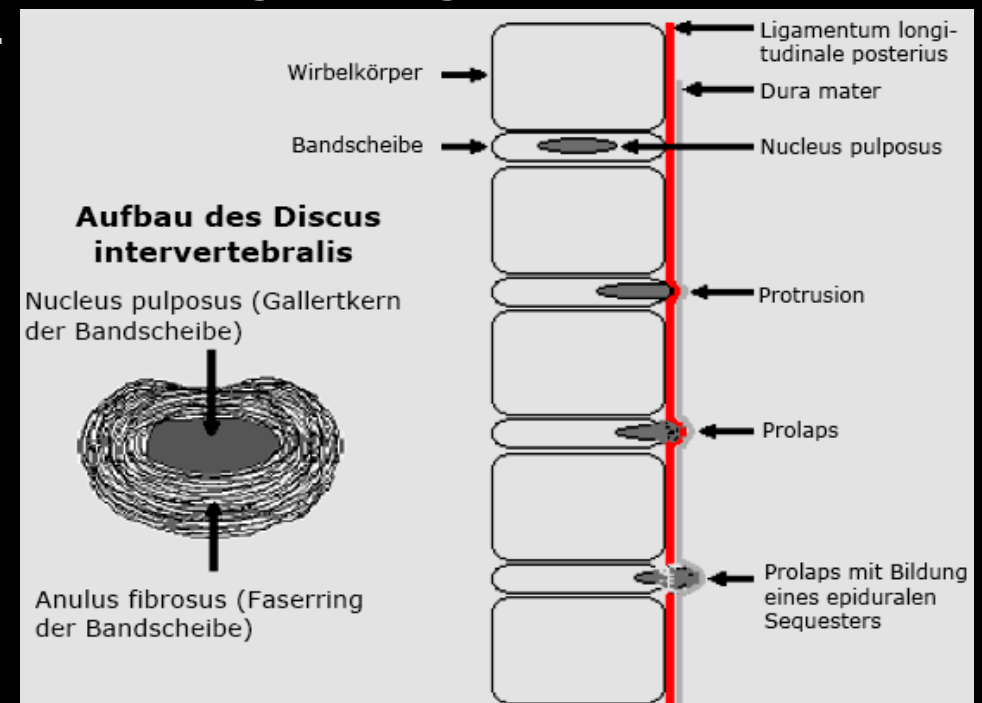 Ligamentum longi-
tudinale posterius
Wirbelkörper
Dura mater
Bandscheibe
Nucleus pulposus
Aufbau des Discus
intervertebralis
Nucleus pulposus (Gallertkern
der Bandscheibe)
Protrusion
Prolaps
Prolaps mit Bildung
eines epiduralen
Sequesters
Anulus fibrosus (Faserring
der Bandscheibe)